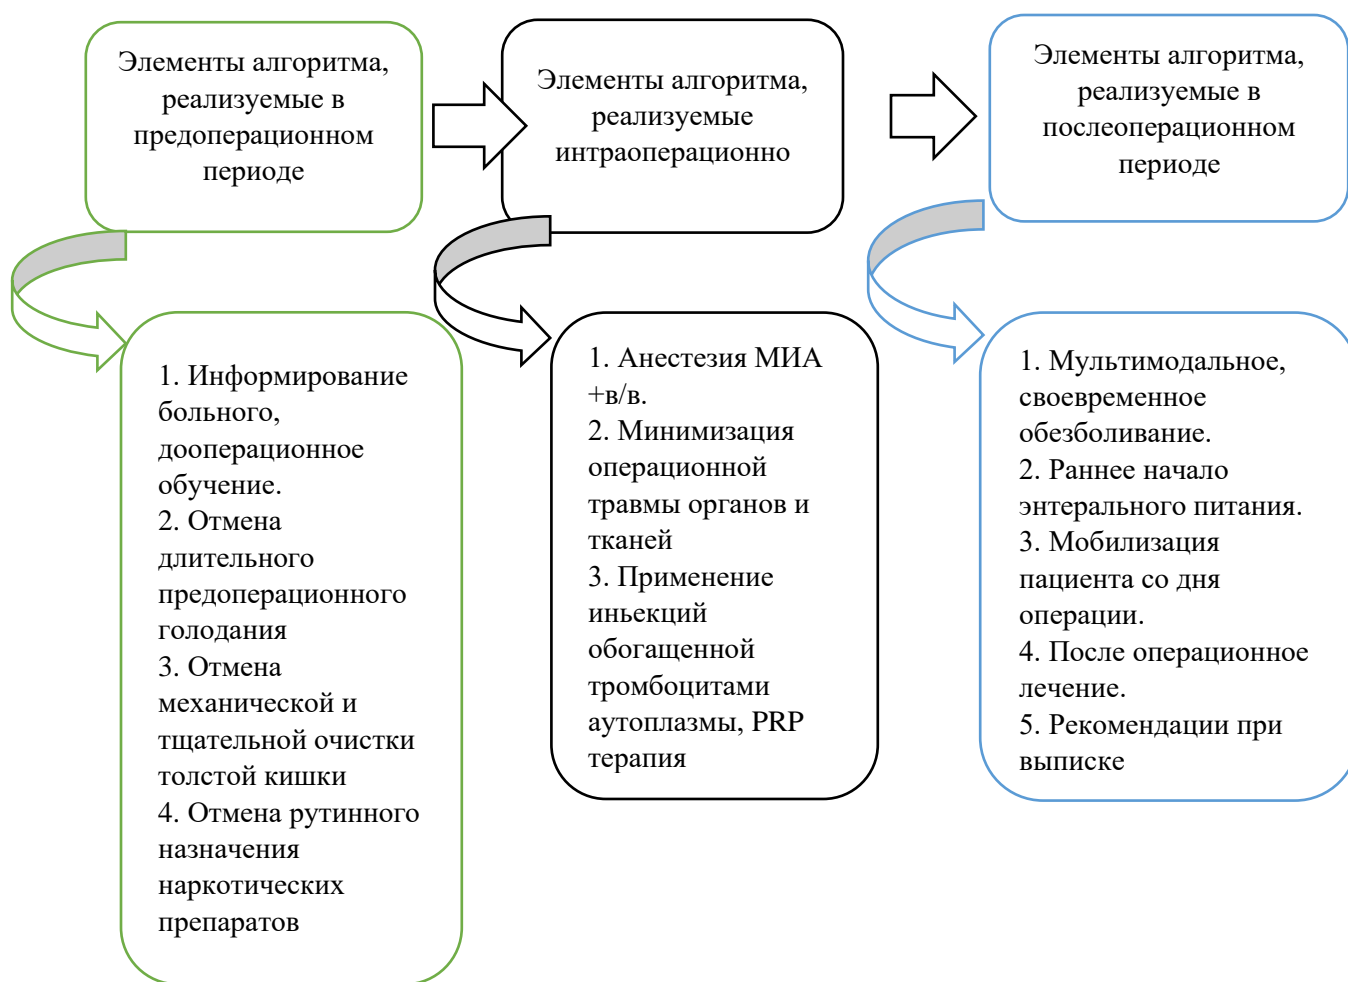 Элементы алгоритма,
реализуемые в
предоперационном
периоде
Элементы алгоритма,
реализуемые
интраоперационно
Элементы алгоритма,
реализуемые в
послеоперационном
периоде
1. Информирование
больного,
дооперационное
обучение.
2. Отмена
длительного
предоперационного
голодания
3. Отмена
механической и
тщательной очистки
толстой кишки
4. Отмена рутинного
назначения
наркотических
препаратов
1. Анестезия МИА
+в/в.
2. Минимизация
операционной
травмы органов и
тканей
3. Применение
иньекций
обогащенной
тромбоцитами
аутоплазмы, PRP
терапия
1. Мультимодальное,
своевременное
обезболивание.
2. Раннее начало
энтерального питания.
3. Мобилизация
пациента со дня
операции.
4. После операционное
лечение.
5. Рекомендации при
выписке